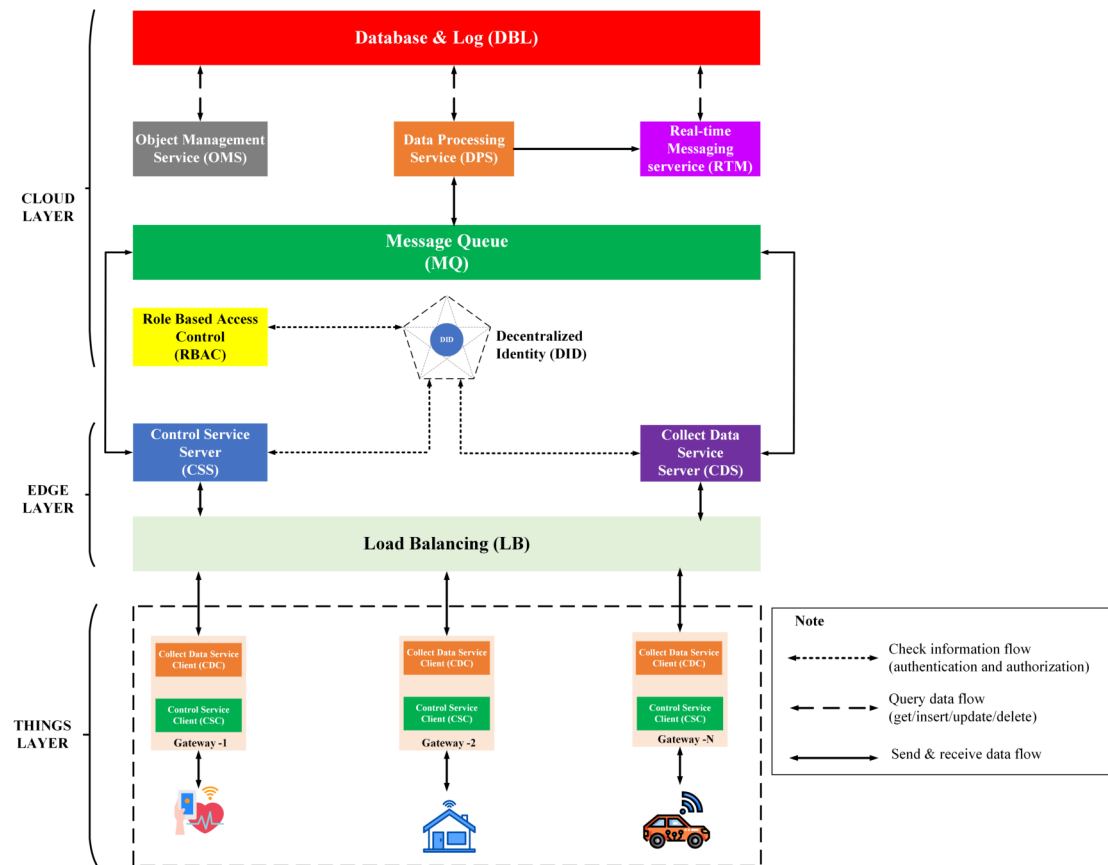 Database & Log (DBL)
Object Management
Service (OMS)
Data Processing
Service (DPS)
Real-time
Messaging
serverice (RTM)
CLOUD
LAYER
Message Queue
(MQ)
Role Based Access
Control
(RBAC)
DID
Decentralized
Identity (DID)
Control Service
Server
(CSS)
Collect Data
Service
Server (CDS)
EDGE
LAYER
Load Balancing (LB)
THINGS
LAYER
Collect Data Service
Client (CDC)
Control Service
Client (CSC)
Gateway -1
Collect Data Service
Client (CDC)
Control Service
Client (CSC)
Gateway -2
Collect Data Service
Client (CDC)
Control Service
Client (CSC)
Gateway -N
Note
Check information flow
(authentication and authorization)
Query data flow
(get/insert/update/delete)
Send & receive data flow